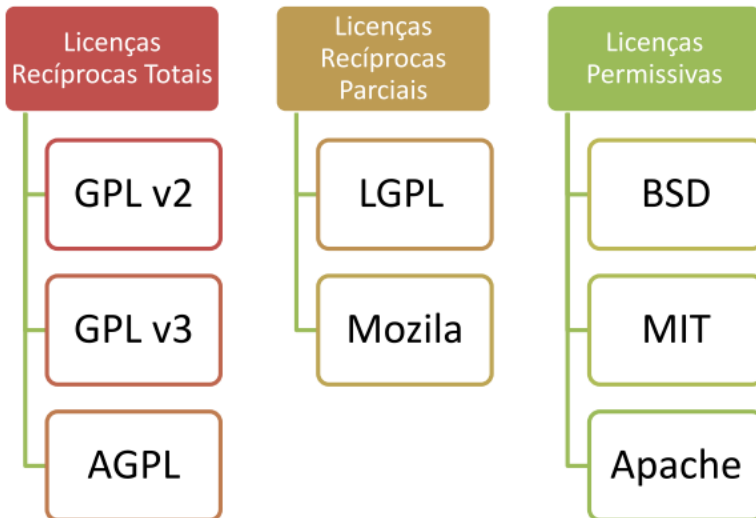 Licenças
Recíprocas Totais
GPL v2
GPL v3
AGPL
Licenças
Recíprocas
Parciais
LGPL
Mozila
Licenças
Permissivas
BSD
MIT
Apache